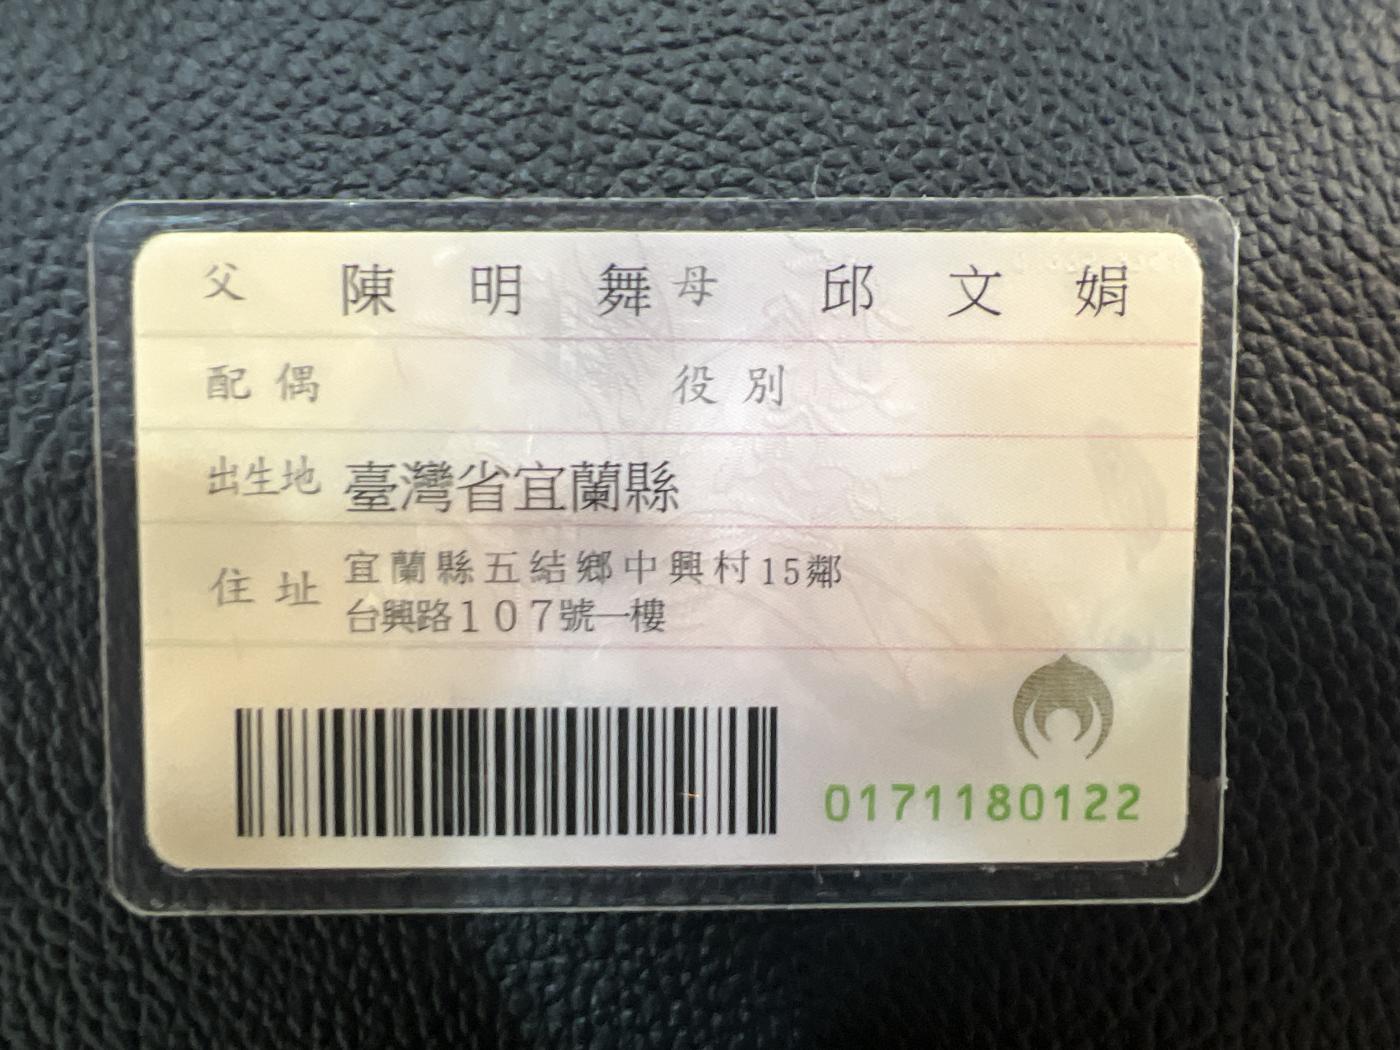 父 陳明舞 母 邱文娟
配偶 役別
出生地 臺灣省宜蘭縣
住址 宜蘭縣五結鄉中興村15鄰
台興路107號一樓
0171180122